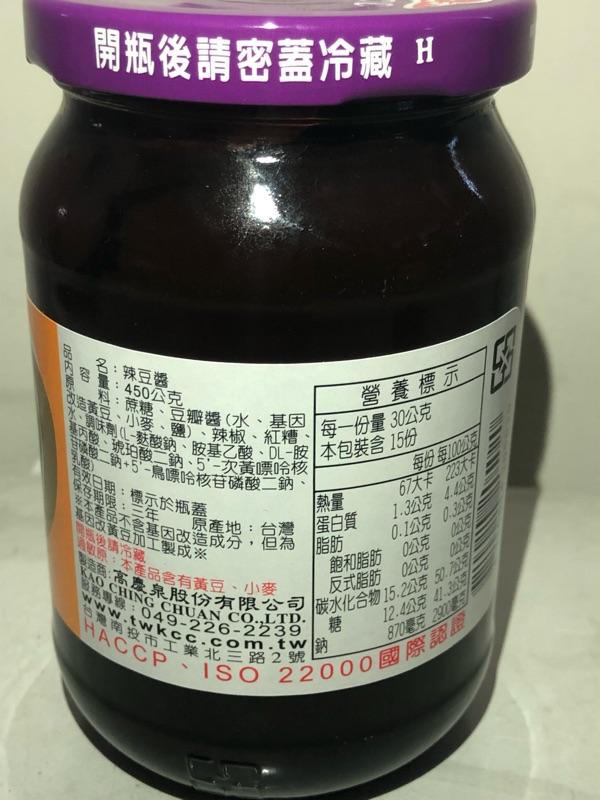 開瓶後請密蓋冷藏 H
品 名：辣豆醬
內 容 量：450公克
原 料：蔗糖、豆瓣醬(水、基因
改造黃豆、小麥、鹽)、辣椒、紅糟、
水、調味劑(L-麩酸鈉、胺基乙酸、DL-胺
基丙酸、琥珀酸二鈉、5'-次黃嘌呤核
苷磷酸二鈉+5'-鳥嘌呤核苷磷酸二鈉、
乳酸)
有效日期：標示於瓶蓋
保存期限：三年 原產地：台灣
※本產品不含基因改造成分，但為
基因改造黃豆加工製成※
開瓶後請冷藏
過敏原：本產品含有黃豆、小麥
製造商：高慶泉股份有限公司
KAO CHING CHUAN CO.,LTD.
服務專線：049-226-2239
www.twkcc.com.tw
台灣南投市工業北三路2號
HACCP、ISO 22000國際認證
營養標示
每一份量 30公克
本包裝含 15份
每份 每100公克
熱量 67大卡 223大卡
蛋白質 1.3公克 4.4公克
脂肪 0.1公克 0.3公克
飽和脂肪 0公克 0公克
反式脂肪 0公克 0公克
碳水化合物 15.2公克 50.7公克
糖 12.4公克 41.3公克
鈉 870毫克 2900毫克